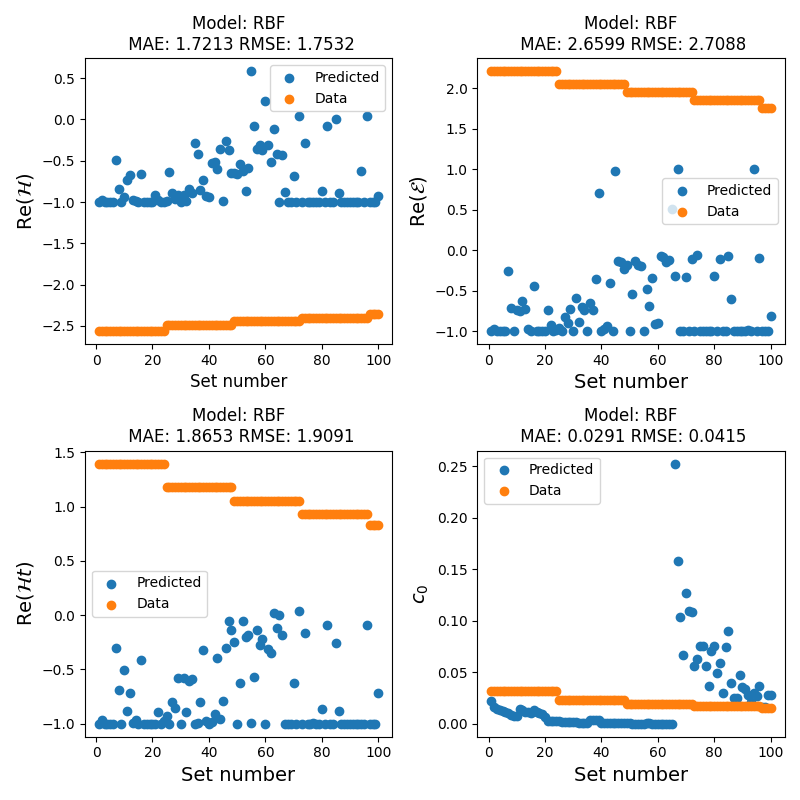 Model: RBF
MAE: 1.7213 RMSE: 1.7532
Re(ℋ)
0.5
0.0
−0.5
−1.0
−1.5
−2.0
−2.5
Predicted
Data
0 20 40 60 80 100
Set number
Model: RBF
MAE: 2.6599 RMSE: 2.7088
Re(ℰ)
2.0
1.5
1.0
0.5
0.0
−0.5
−1.0
Predicted
Data
0 20 40 60 80 100
Set number
Model: RBF
MAE: 1.8653 RMSE: 1.9091
Re(ℋt)
1.5
1.0
0.5
0.0
−0.5
−1.0
Predicted
Data
0 20 40 60 80 100
Set number
Model: RBF
MAE: 0.0291 RMSE: 0.0415
c₀
0.25
0.20
0.15
0.10
0.05
0.00
Predicted
Data
0 20 40 60 80 100
Set number